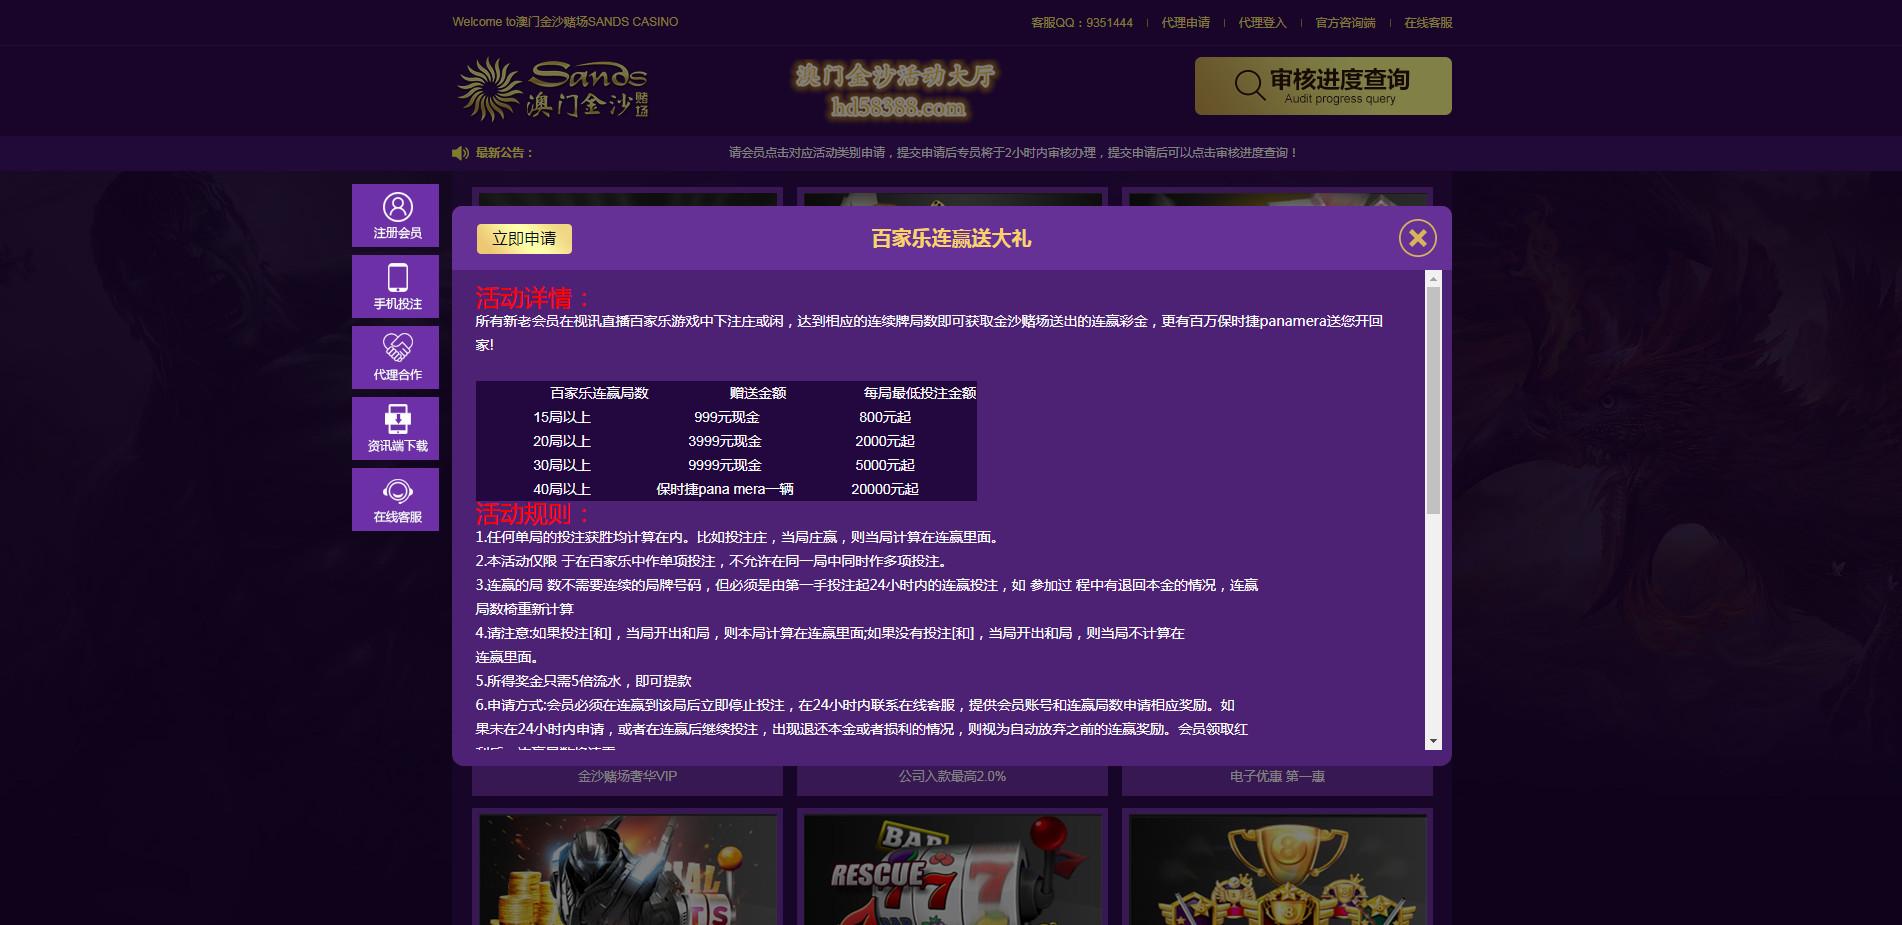 Welcome to澳门金沙赌场SANDS CASINO
客服QQ：9351444 | 代理申请 | 代理登入 | 官方咨询端 | 在线客服
Sands
澳门金沙赌场
澳门金沙活动大厅
hd58388.com
审核进度查询
Audit progress query
最新公告：
请会员点击对应活动类别申请，提交申请后专员将于2小时内审核办理，提交申请后可以点击审核进度查询！
注册会员
手机投注
代理合作
资讯端下载
在线客服
立即申请
百家乐连赢送大礼
活动详情：
所有新老会员在视讯直播百家乐游戏中下注庄或闲，达到相应的连续牌局数即可获取金沙赌场送出的连赢彩金，更有百万保时捷panamera送您开回
家!
百家乐连赢局数 赠送金额 每局最低投注金额
15局以上 999元现金 800元起
20局以上 3999元现金 2000元起
30局以上 9999元现金 5000元起
40局以上 保时捷pana mera一辆 20000元起
活动规则：
1.任何单局的投注获胜均计算在内。比如投注庄，当局庄赢，则当局计算在连赢里面。
2.本活动仅限 于在百家乐中作单项投注，不允许在同一局中同时作多项投注。
3.连赢的局 数不需要连续的局牌号码，但必须是由第一手投注起24小时内的连赢投注，如 参加过 程中有退回本金的情况，连赢
局数椅重新计算
4.请注意:如果投注[和]，当局开出和局，则本局计算在连赢里面;如果没有投注[和]，当局开出和局，则当局不计算在
连赢里面。
5.所得奖金只需5倍流水，即可提款
6.申请方式:会员必须在连赢到该局后立即停止投注，在24小时内联系在线客服，提供会员账号和连赢局数申请相应奖励。如
果未在24小时内申请，或者在连赢后继续投注，出现退还本金或者损利的情况，则视为自动放弃之前的连赢奖励。会员领取红
金沙赌场奢华VIP
公司入款最高2.0%
电子优惠 第一惠
BAR
RESCUE
7 7 7
BAR
8